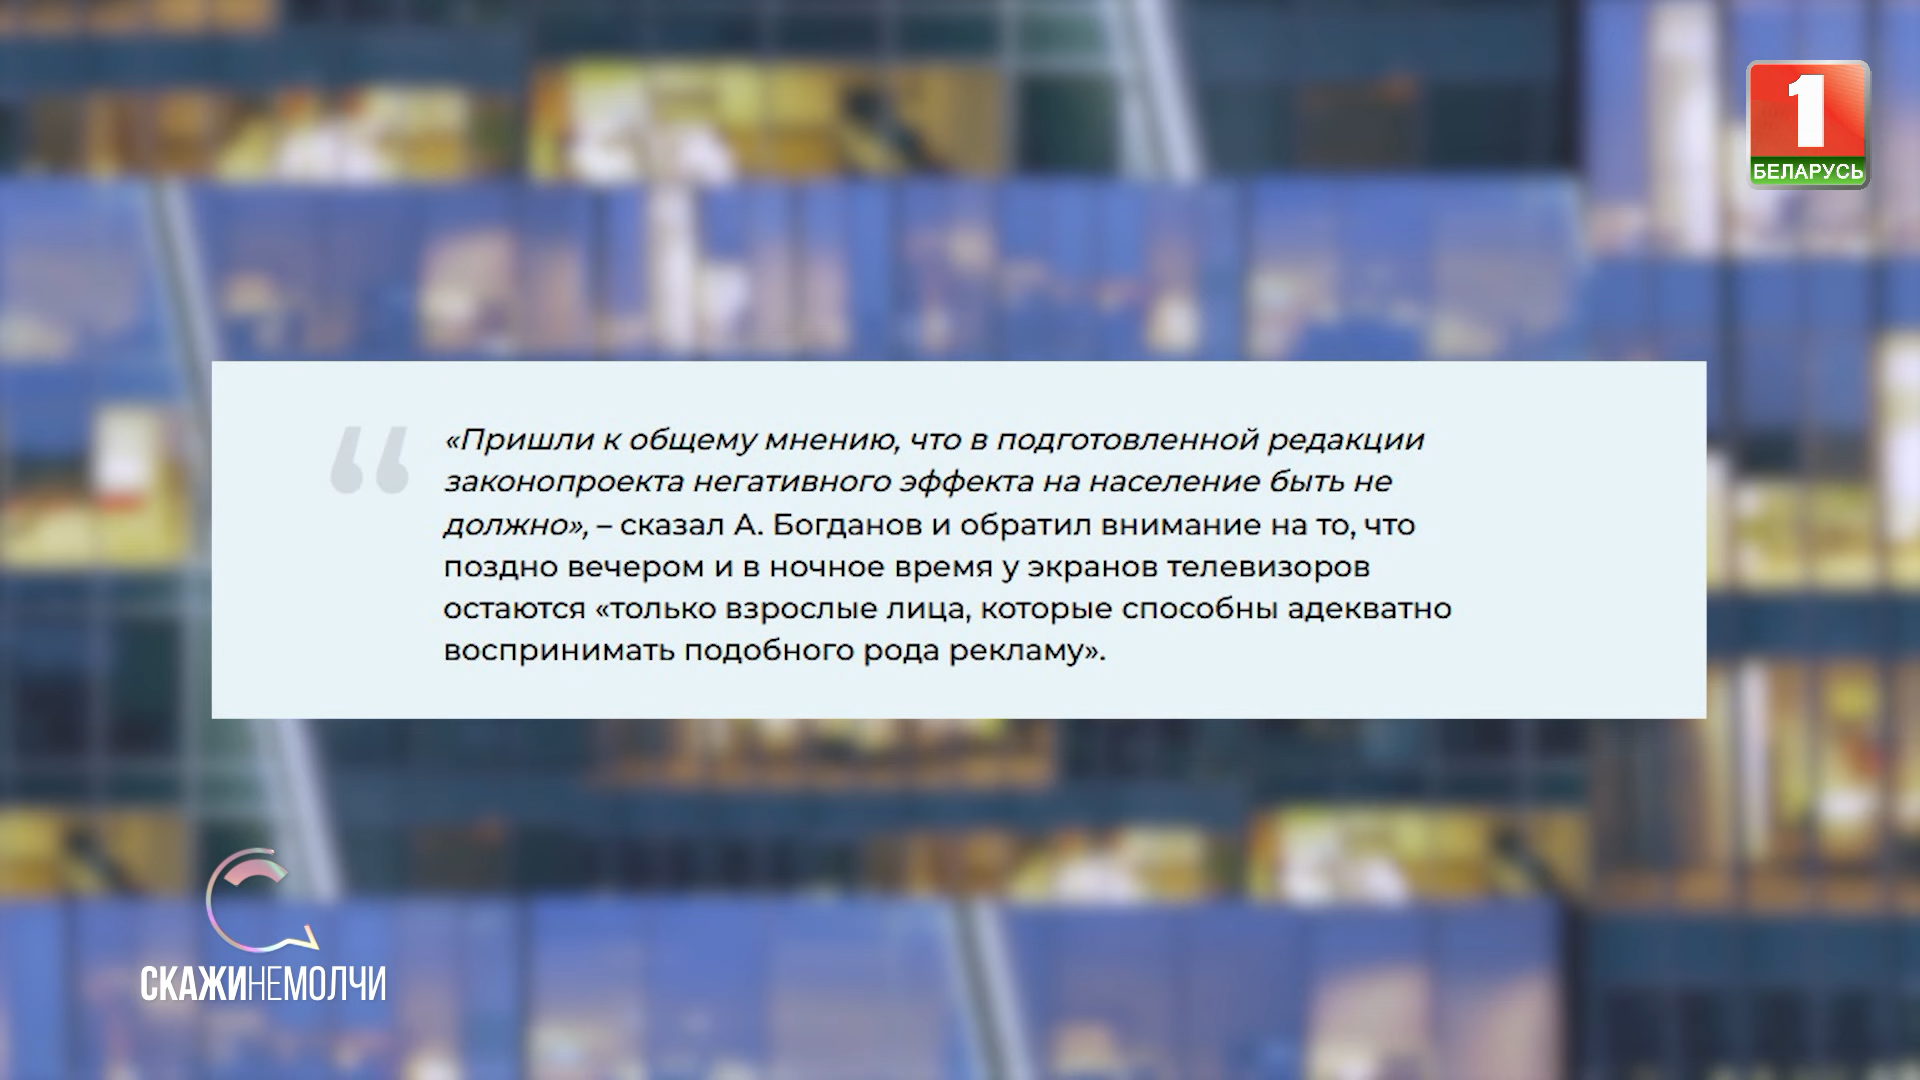 1
БЕЛАРУСЬ
«Пришли к общему мнению, что в подготовленной редакции
законопроекта негативного эффекта на население быть не
должно», – сказал А. Богданов и обратил внимание на то, что
поздно вечером и в ночное время у экранов телевизоров
остаются «только взрослые лица, которые способны адекватно
воспринимать подобного рода рекламу».
СКАЖИНЕМОЛЧИ